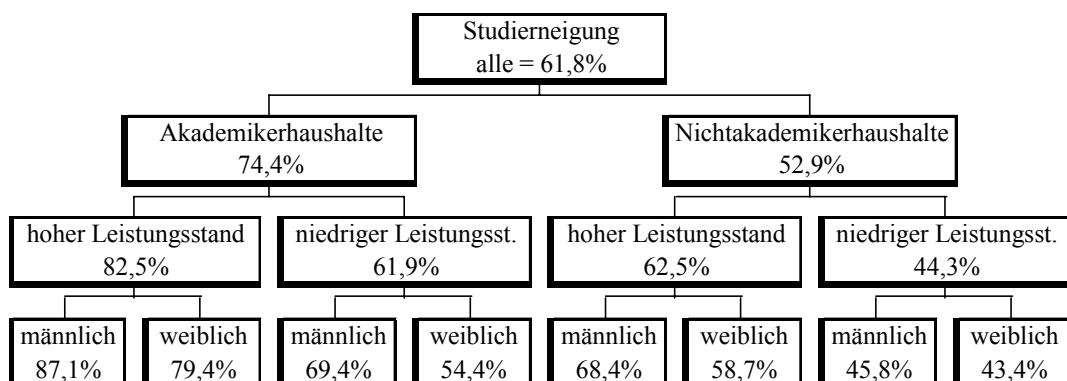 Studierneigung
alle = 61,8%
Akademikerhaushalte
74,4%
Nichtakademikerhaushalte
52,9%
hoher Leistungsstand
82,5%
niedriger Leistungsst.
61,9%
hoher Leistungsstand
62,5%
niedriger Leistungsst.
44,3%
männlich
87,1%
weiblich
79,4%
männlich
69,4%
weiblich
54,4%
männlich
68,4%
weiblich
58,7%
männlich
45,8%
weiblich
43,4%